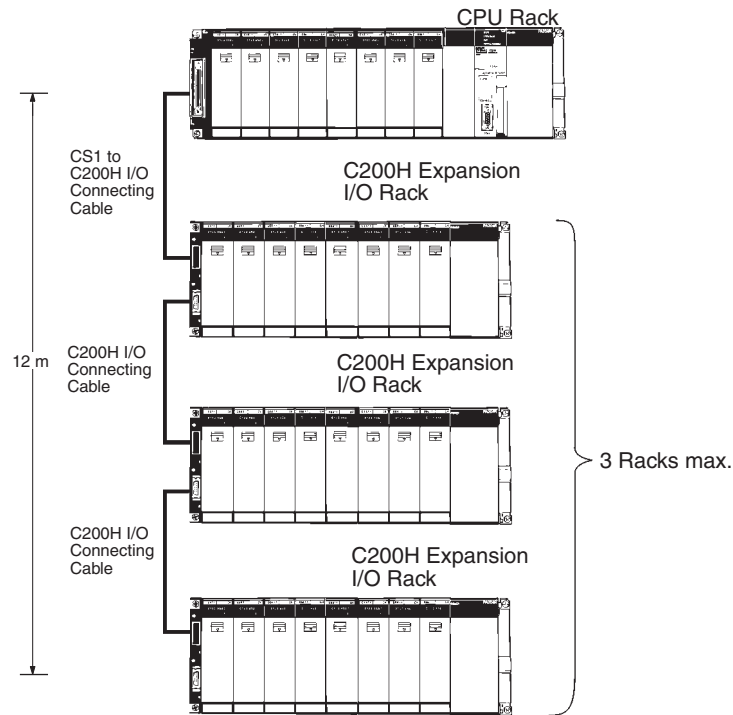 CPU Rack
CS1 to
C200H I/O
Connecting
Cable
C200H Expansion
I/O Rack
12 m
C200H I/O
Connecting
Cable
C200H Expansion
I/O Rack
3 Racks max.
C200H I/O
Connecting
Cable
C200H Expansion
I/O Rack